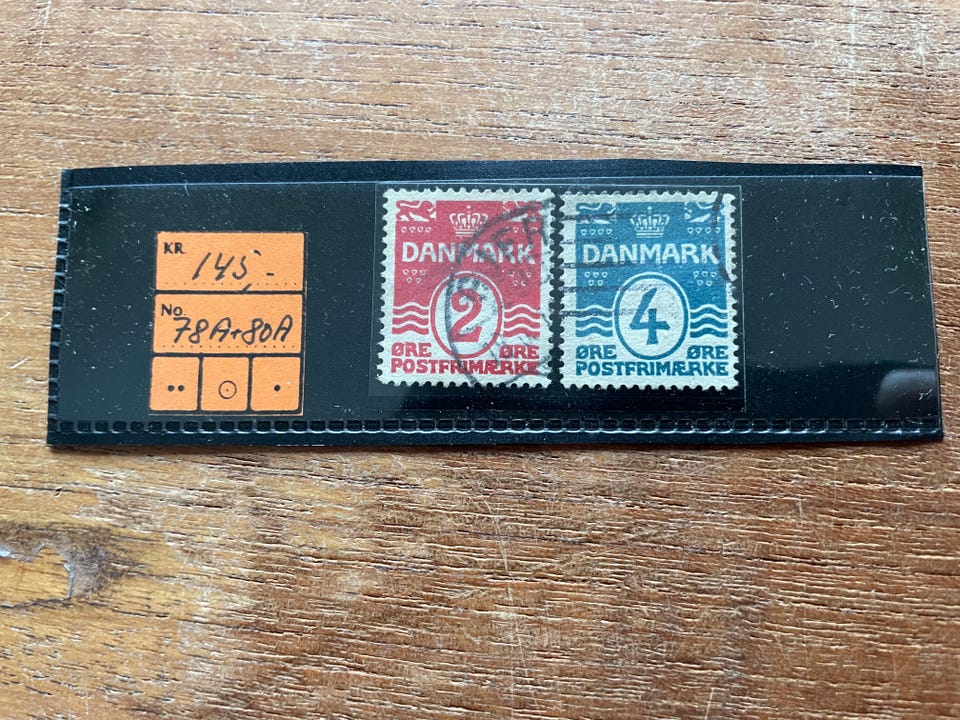 KR
145,-
No.
78A+80A
DANMARK
2
ØRE ØRE
POSTFRIMÆRKE
DANMARK
4
ØRE ØRE
POSTFRIMÆRKE